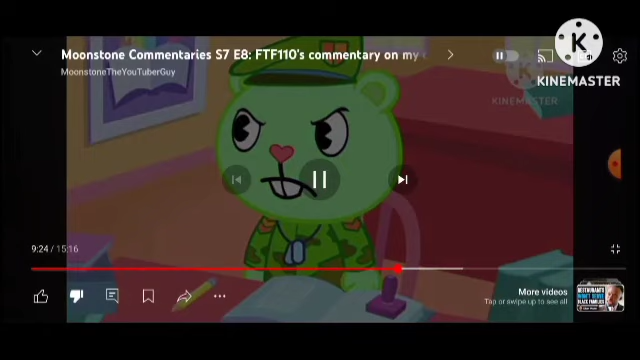 Moonstone Commentaries S7 E8: FTF110's commentary on my
MoonstoneTheYouTuberGuy
KINEMASTER
KINEMASTER
9:24 / 15:16
More videos
Tap or swipe up to see all